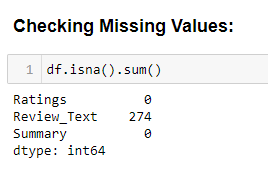 Checking Missing Values:
1 df.isna().sum()
Ratings 0
Review_Text 274
Summary 0
dtype: int64